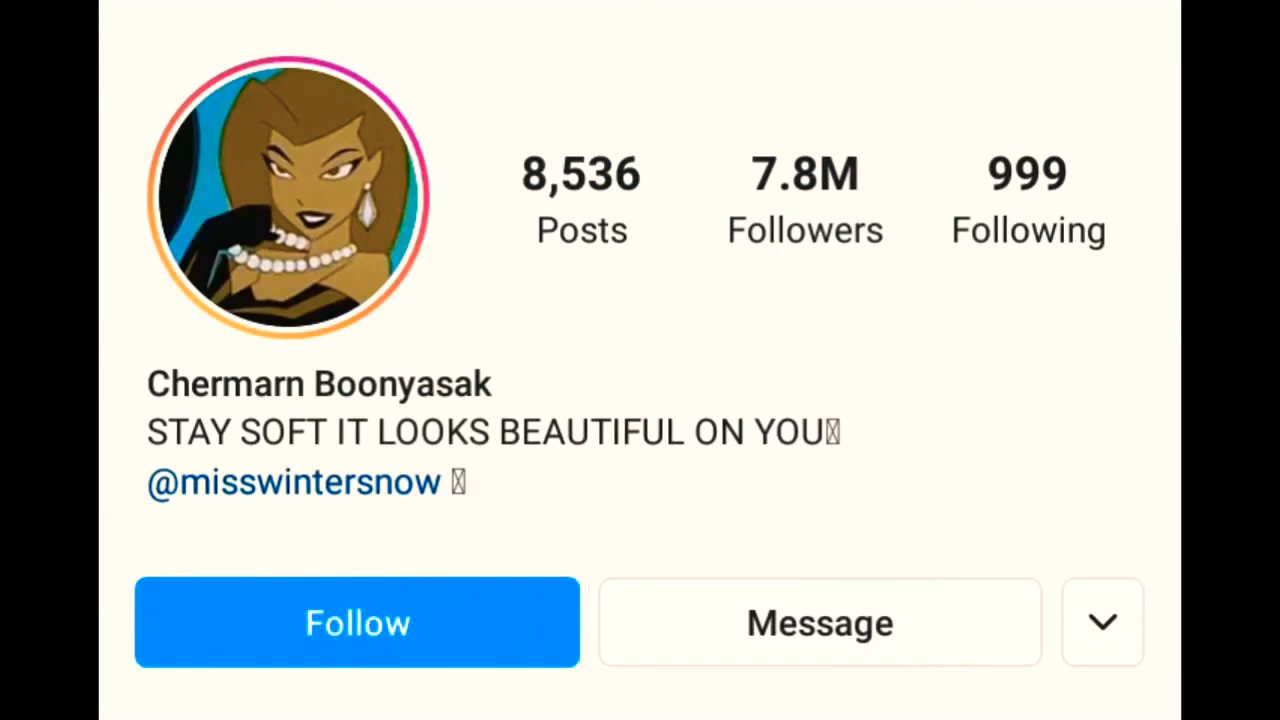 8,536 7.8M 999
Posts Followers Following
Chermarn Boonyasak
STAY SOFT IT LOOKS BEAUTIFUL ON YOU
@misswintersnow
Follow Message